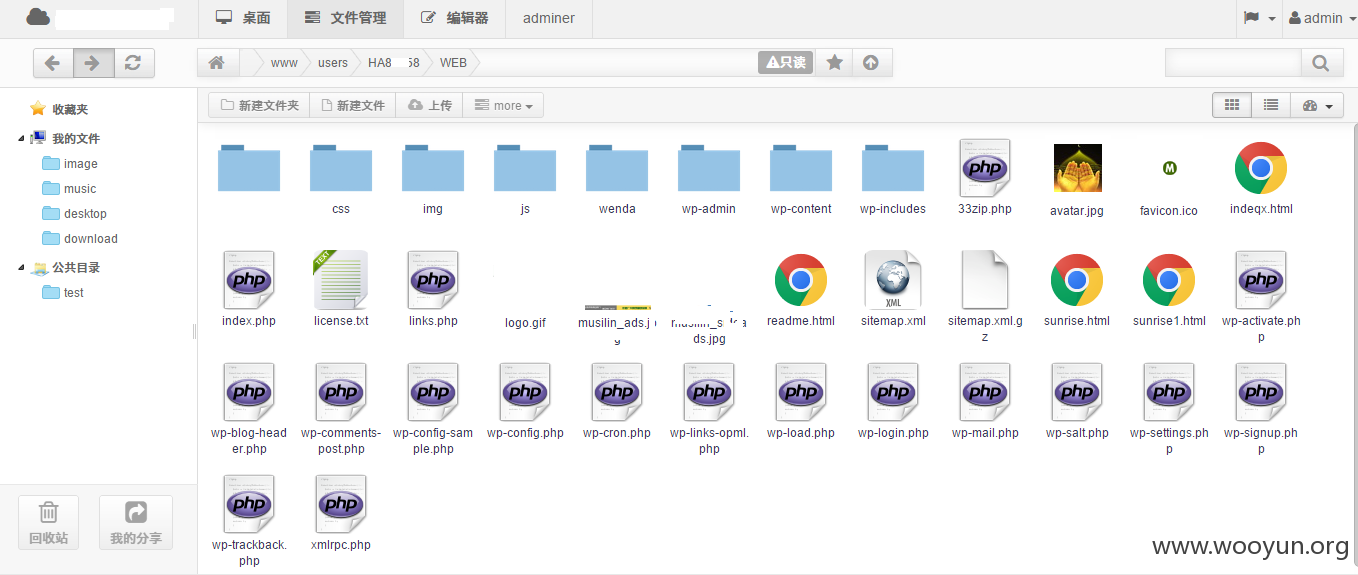 桌面 文件管理 编辑器 adminer admin
www users HA8 58 WEB 只读
收藏夹
我的文件
image
music
desktop
download
公共目录
test
回收站 我的分享
新建文件夹 新建文件 上传 more
css img js wenda wp-admin wp-content wp-includes 33zip.php avatar.jpg favicon.ico indeqx.html
index.php license.txt links.php logo.gif musilin_ads.jpg readme.html sitemap.xml sitemap.xml.gz sunrise.html sunrise1.html wp-activate.php
wp-blog-header.php wp-comments-post.php wp-config-sample.php wp-config.php wp-cron.php wp-links-opml.php wp-load.php wp-login.php wp-mail.php wp-salt.php wp-settings.php wp-signup.php
wp-trackback.php xmlrpc.php
www.wooyun.org